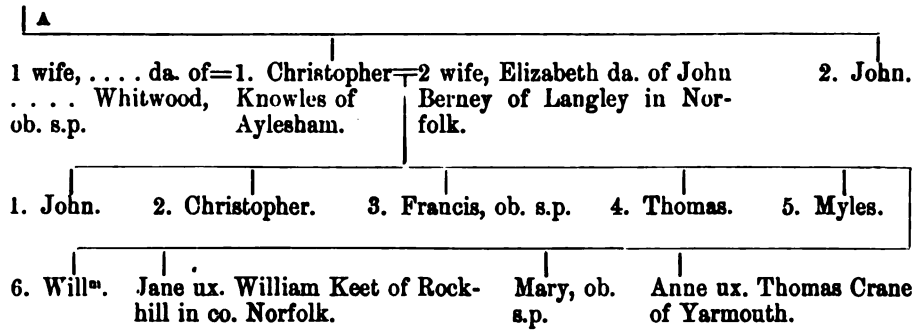 A
1 wife, .... da. of=1. Christopher=2 wife, Elizabeth da. of John 2. John.
.... Whitwood, Knowles of Berney of Langley in Nor-
ob. s.p. Aylesham. folk.
1. John. 2. Christopher. 3. Francis, ob. s.p. 4. Thomas. 5. Myles.
6. Willᵐ. Jane ux. William Keet of Rock- Mary, ob. Anne ux. Thomas Crane
hill in co. Norfolk. s.p. of Yarmouth.